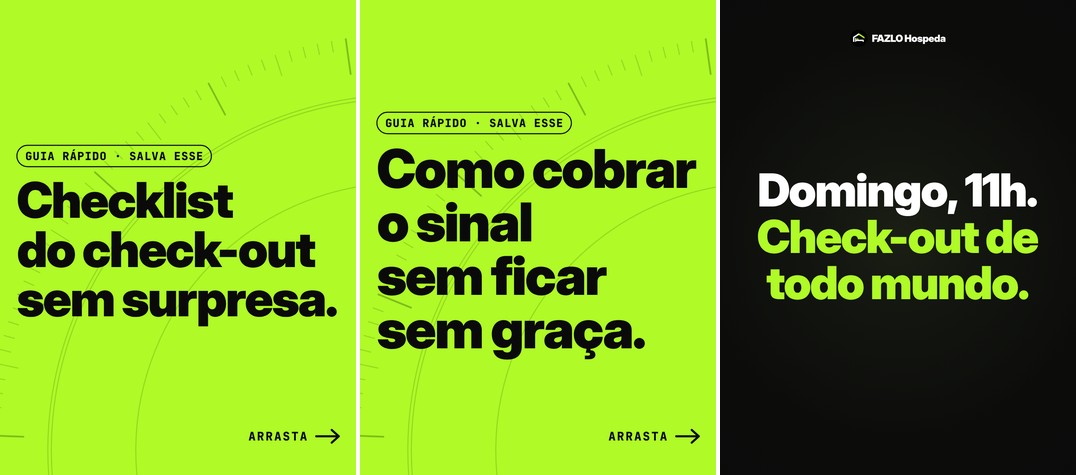 GUIA RÁPIDO · SALVA ESSE
Checklist
do check-out
sem surpresa.
ARRASTA
GUIA RÁPIDO · SALVA ESSE
Como cobrar
o sinal
sem ficar
sem graça.
ARRASTA
FAZLO Hospeda
Domingo, 11h.
Check-out de
todo mundo.